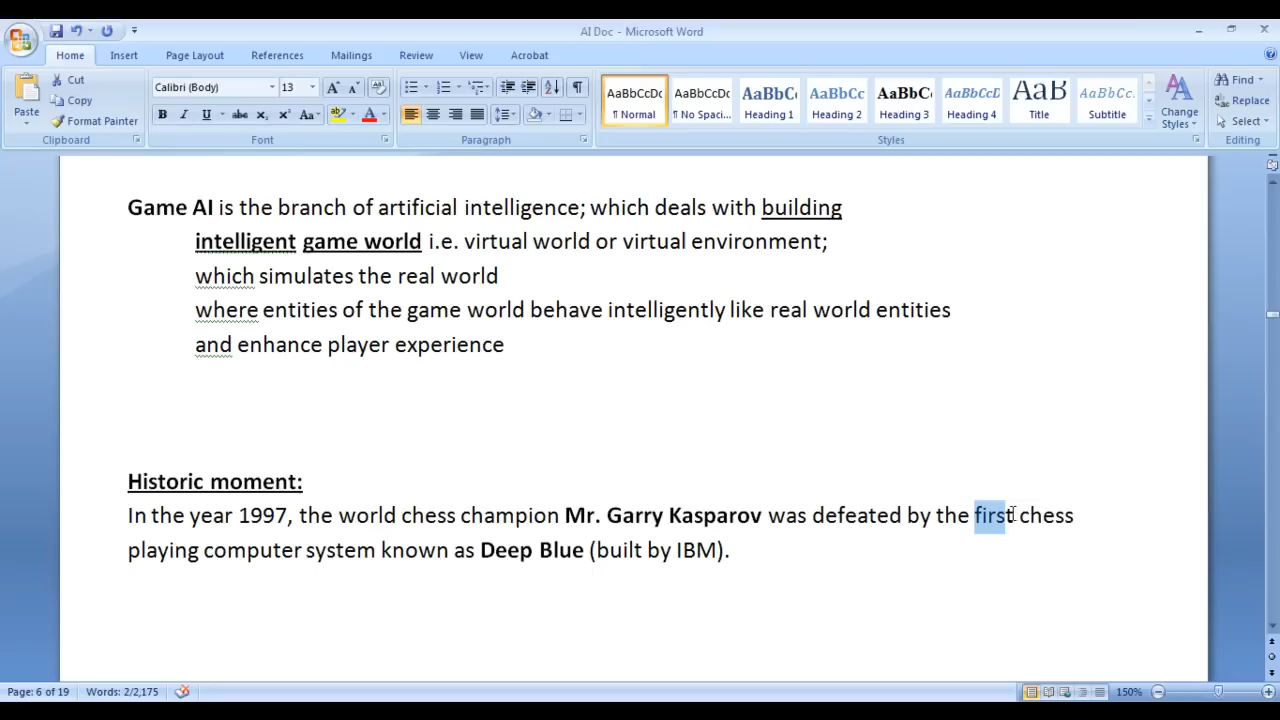 AI Doc - Microsoft Word
Home Insert Page Layout References Mailings Review View Acrobat
Paste
Cut
Copy
Format Painter
Clipboard
Calibri (Body) 13
Font
Paragraph
AaBbCcDc ¶ Normal
AaBbCcDc ¶ No Spaci...
AaBbC Heading 1
AaBbCc Heading 2
AaBbC Heading 3
AaBbCcD Heading 4
AaB Title
AaBbCc. Subtitle
Change Styles
Styles
Find
Replace
Select
Editing
Game AI is the branch of artificial intelligence; which deals with building
intelligent game world i.e. virtual world or virtual environment;
which simulates the real world
where entities of the game world behave intelligently like real world entities
and enhance player experience
Historic moment:
In the year 1997, the world chess champion Mr. Garry Kasparov was defeated by the first chess
playing computer system known as Deep Blue (built by IBM).
Page: 6 of 19 Words: 2/2,175 150%